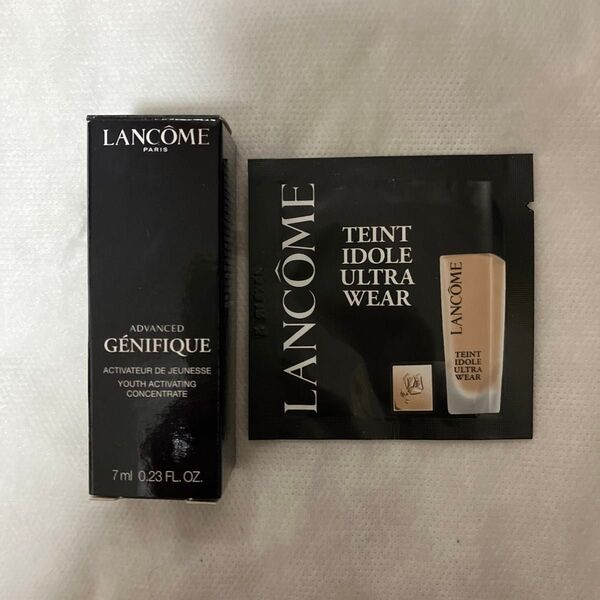 LANCÔME
PARIS
ADVANCED
GÉNIFIQUE
ACTIVATEUR DE JEUNESSE
YOUTH ACTIVATING
CONCENTRATE
7 ml 0.23 FL. OZ.
LANCÔME
TEINT
IDOLE
ULTRA
WEAR
LANCÔME
TEINT
IDOLE
ULTRA
WEAR